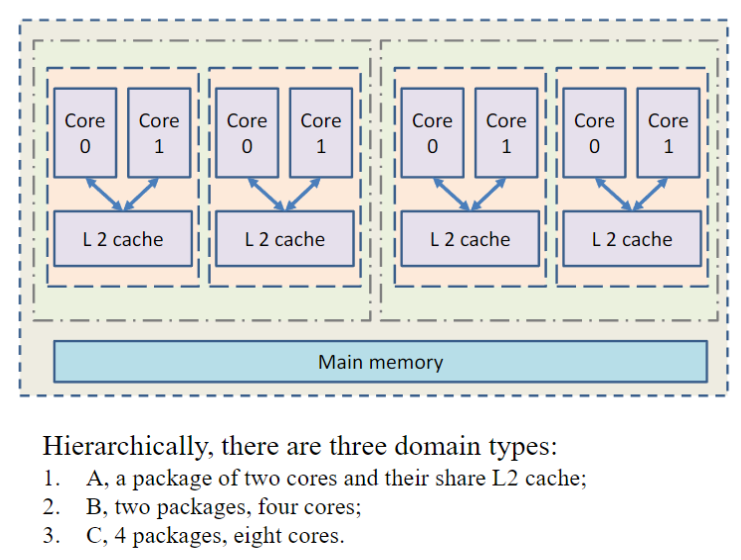 Core Core Core Core Core Core Core Core
0 1 0 1 0 1 0 1
L 2 cache L 2 cache L 2 cache L 2 cache
Main memory
Hierarchically, there are three domain types:
1. A, a package of two cores and their share L2 cache;
2. B, two packages, four cores;
3. C, 4 packages, eight cores.